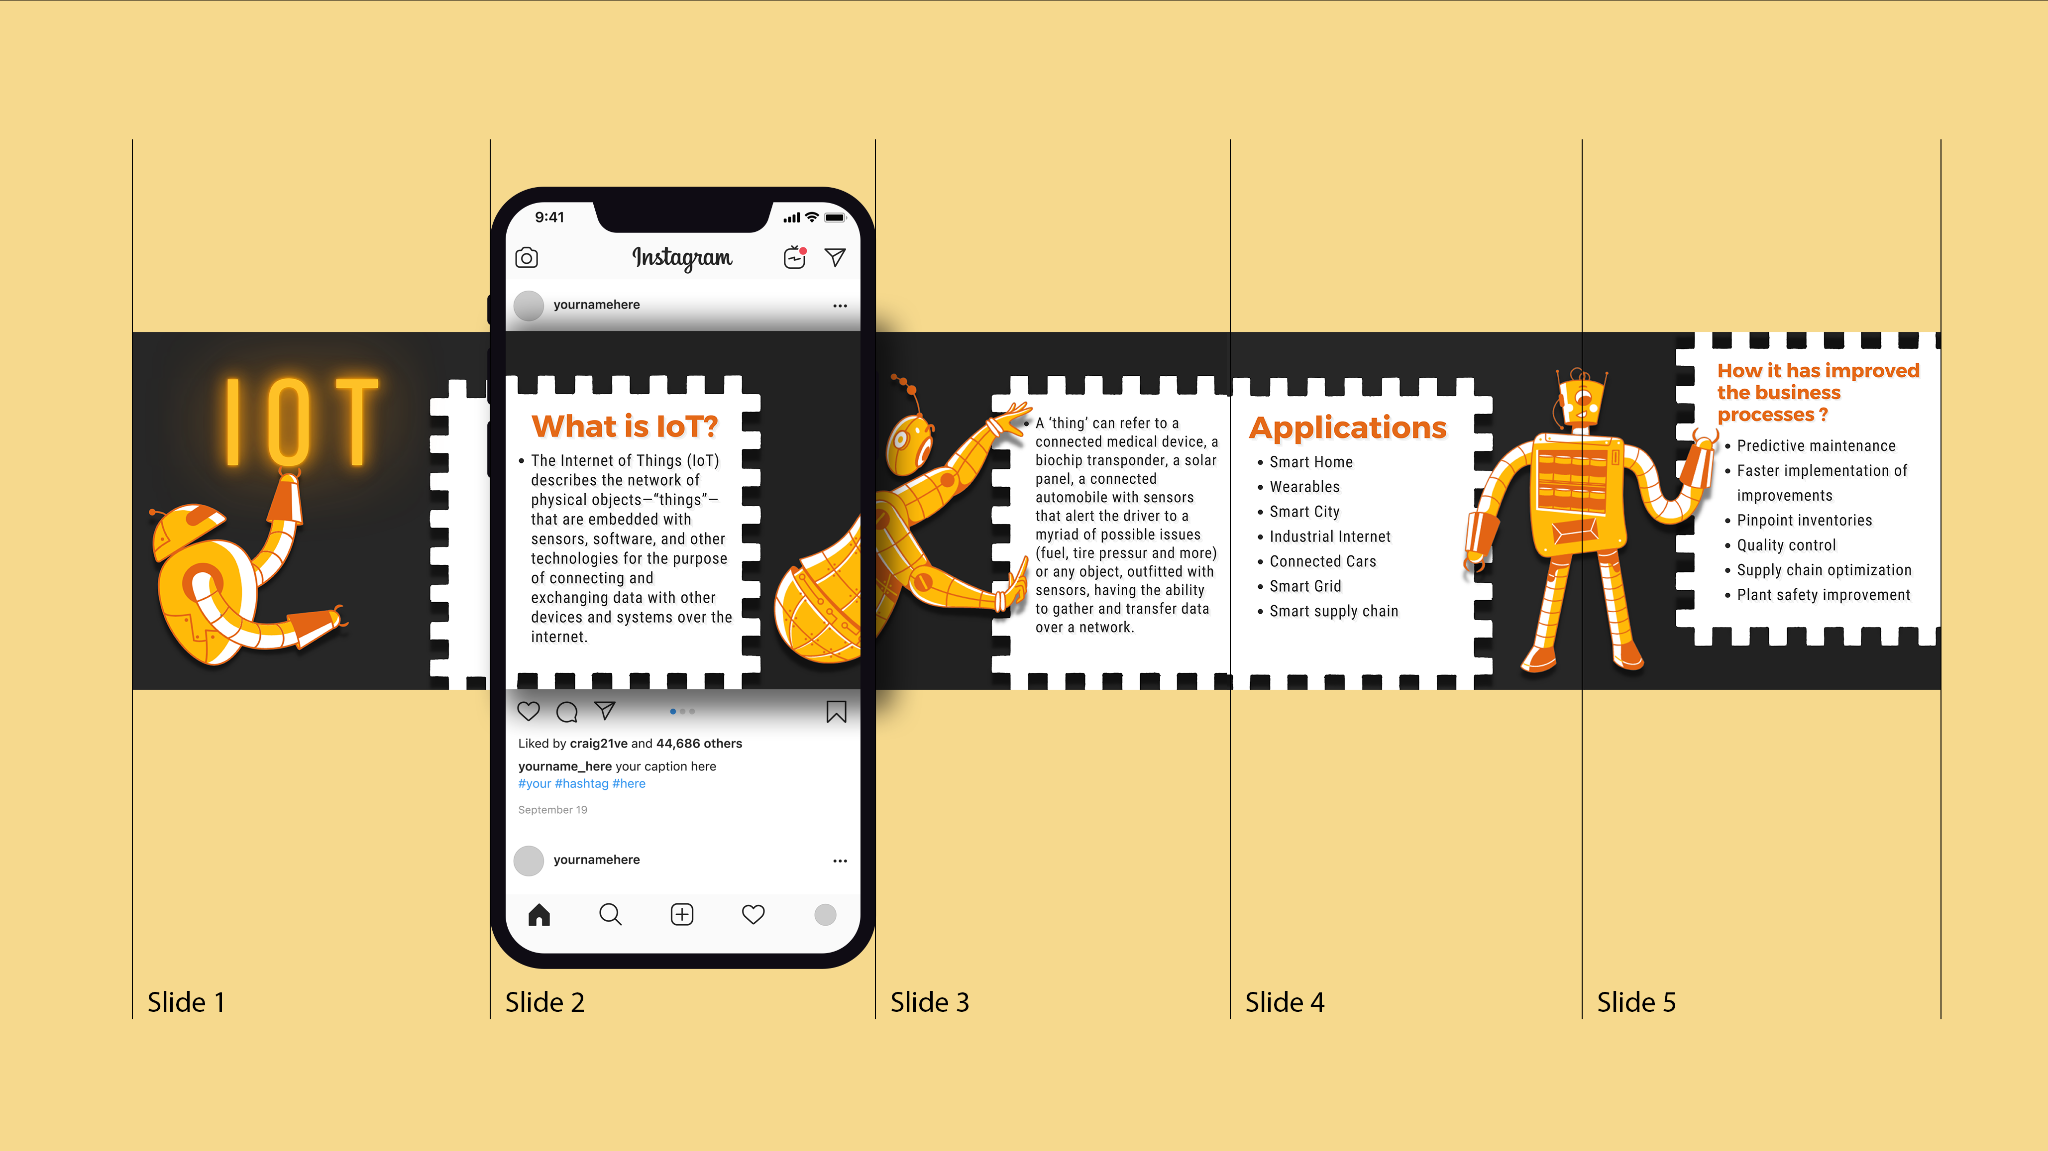 IOT
9:41
Instagram
yournamehere
What is IoT?
• The Internet of Things (IoT)
describes the network of
physical objects—“things”—
that are embedded with
sensors, software, and other
technologies for the purpose
of connecting and
exchanging data with other
devices and systems over the
internet.
Liked by craig21ve and 44,686 others
yourname_here your caption here
#your #hashtag #here
September 19
yournamehere
• A ‘thing’ can refer to a
connected medical device, a
biochip transponder, a solar
panel, a connected
automobile with sensors
that alert the driver to a
myriad of possible issues
(fuel, tire pressur and more)
or any object, outfitted with
sensors, having the ability
to gather and transfer data
over a network.
Applications
• Smart Home
• Wearables
• Smart City
• Industrial Internet
• Connected Cars
• Smart Grid
• Smart supply chain
How it has improved
the business
processes ?
• Predictive maintenance
• Faster implementation of
improvements
• Pinpoint inventories
• Quality control
• Supply chain optimization
• Plant safety improvement
Slide 1
Slide 2
Slide 3
Slide 4
Slide 5